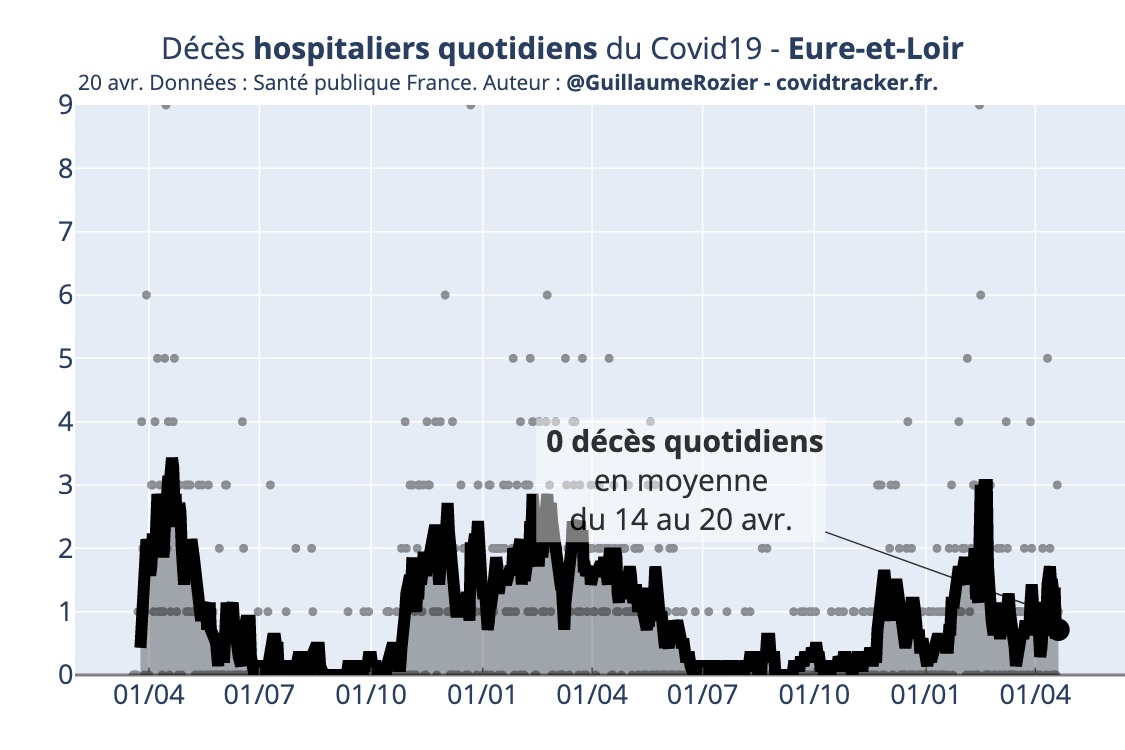 Décès hospitaliers quotidiens du Covid19 - Eure-et-Loir
20 avr. Données : Santé publique France. Auteur : @GuillaumeRozier - covidtracker.fr.
9
8
7
6
5
4
3
2
1
0
0 décès quotidiens
en moyenne
du 14 au 20 avr.
01/04 01/07 01/10 01/01 01/04 01/07 01/10 01/01 01/04